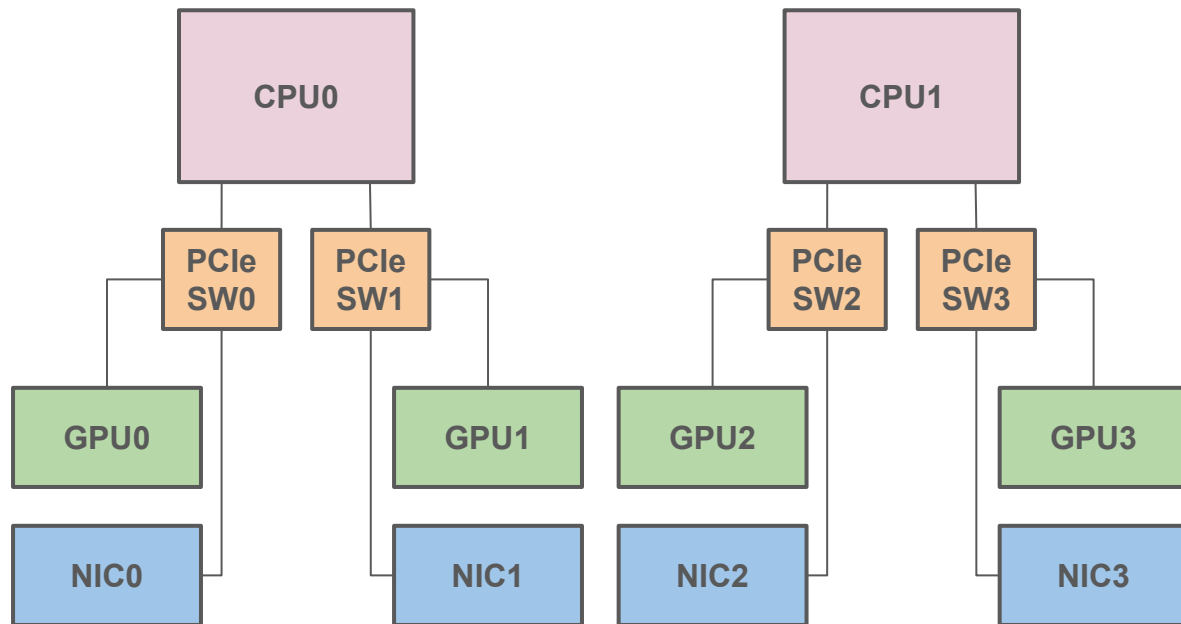 CPU0
CPU1
PCIe
SW0
PCIe
SW1
PCIe
SW2
PCIe
SW3
GPU0
GPU1
GPU2
GPU3
NIC0
NIC1
NIC2
NIC3